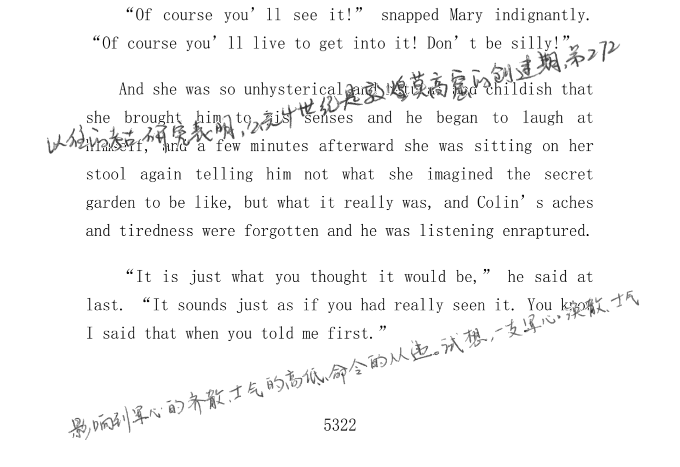 “Of course you’ll see it!” snapped Mary indignantly.
“Of course you’ll live to get into it! Don’t be silly!”
And she was so unhysterical and childish that
以往的考古研究表明,公元4世纪是敦煌莫高窟的创建期,第272
she brought him to his senses and he began to laugh at
himself, and a few minutes afterward she was sitting on her
stool again telling him not what she imagined the secret
garden to be like, but what it really was, and Colin’s aches
and tiredness were forgotten and he was listening enraptured.
“It is just what you thought it would be,” he said at
last. “It sounds just as if you had really seen it. You know
I said that when you told me first.”
影响到军心的齐散、士气的高低、命令的从违。试想,一支军心涣散、士气
5322